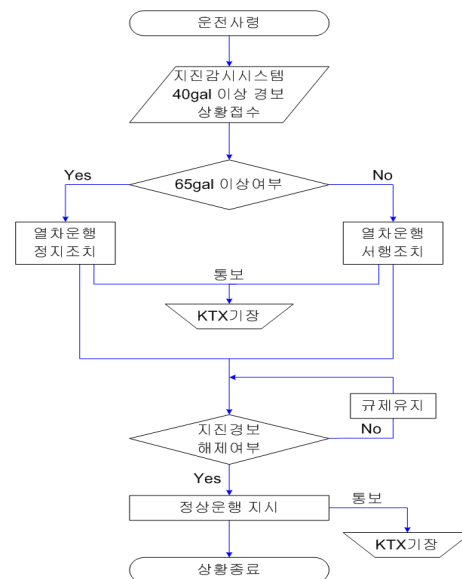 운전사령
지진감시시스템
40gal 이상 경보
상황접수
Yes
65gal 이상여부
No
열차운행
정지조치
열차운행
서행조치
통보
KTX기장
규제유지
지진경보
해제여부
No
Yes
정상운행 지시
통보
KTX기장
상황종료